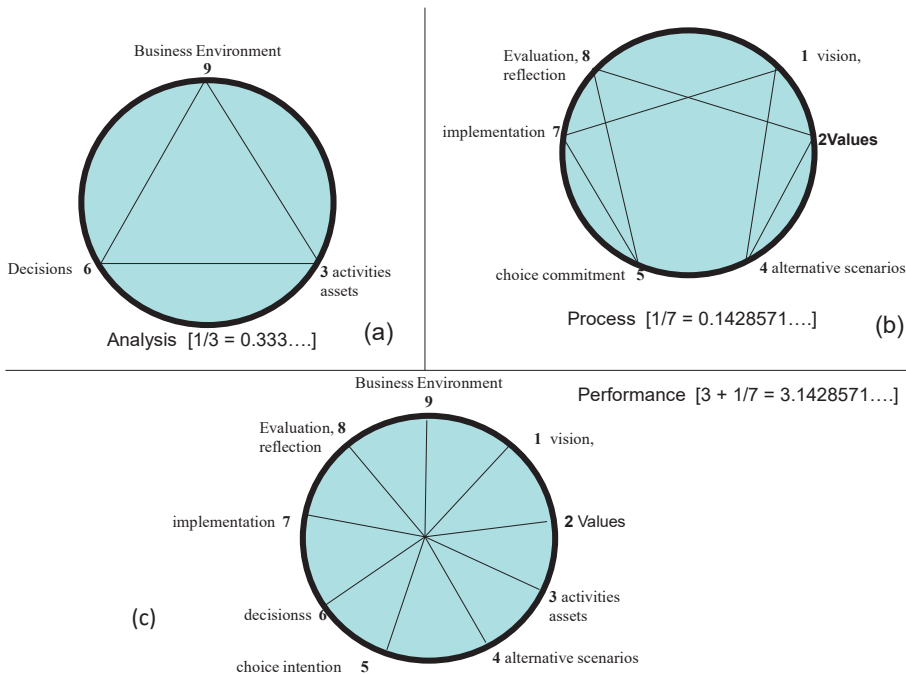 Business Environment
9
Decisions 6
3 activities
assets
Analysis [1/3 = 0.333….]
(a)
Evaluation, 8
reflection
1 vision,
implementation 7
2Values
choice commitment 5
4 alternative scenarios
Process [1/7 = 0.1428571….]
(b)
Performance [3 + 1/7 = 3.1428571….]
Business Environment
9
Evaluation, 8
reflection
1 vision,
implementation 7
2 Values
3 activities
assets
decisionss 6
(c)
4 alternative scenarios
choice intention 5